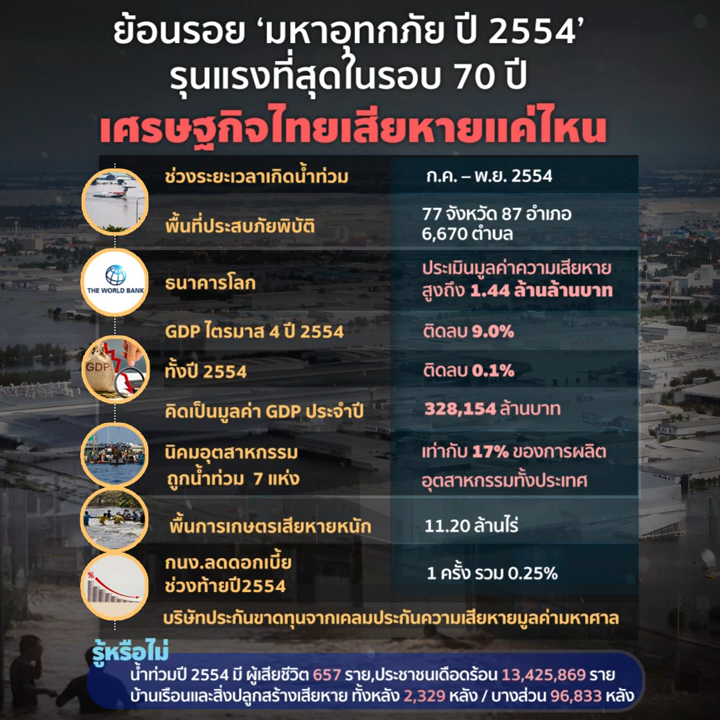 ย้อนรอย ‘มหาอุทกภัย ปี 2554’
รุนแรงที่สุดในรอบ 70 ปี
เศรษฐกิจไทยเสียหายแค่ไหน
ช่วงระยะเวลาเกิดน้ำท่วม
ก.ค. – พ.ย. 2554
พื้นที่ประสบภัยพิบัติ
77 จังหวัด 87 อำเภอ
6,670 ตำบล
THE WORLD BANK
ธนาคารโลก
ประเมินมูลค่าความเสียหาย
สูงถึง 1.44 ล้านล้านบาท
GDP ไตรมาส 4 ปี 2554
ติดลบ 9.0%
GDP
ทั้งปี 2554
ติดลบ 0.1%
คิดเป็นมูลค่า GDP ประจำปี
328,154 ล้านบาท
นิคมอุตสาหกรรม
ถูกน้ำท่วม 7 แห่ง
เท่ากับ 17% ของการผลิต
อุตสาหกรรมทั้งประเทศ
พื้นการเกษตรเสียหายหนัก
11.20 ล้านไร่
%
กนง.ลดดอกเบี้ย
ช่วงท้ายปี2554
1 ครั้ง รวม 0.25%
บริษัทประกันขาดทุนจากเคลมประกันความเสียหายมูลค่ามหาศาล
รู้หรือไม่
น้ำท่วมปี 2554 มี ผู้เสียชีวิต 657 ราย,ประชาชนเดือดร้อน 13,425,869 ราย
บ้านเรือนและสิ่งปลูกสร้างเสียหาย ทั้งหลัง 2,329 หลัง / บางส่วน 96,833 หลัง